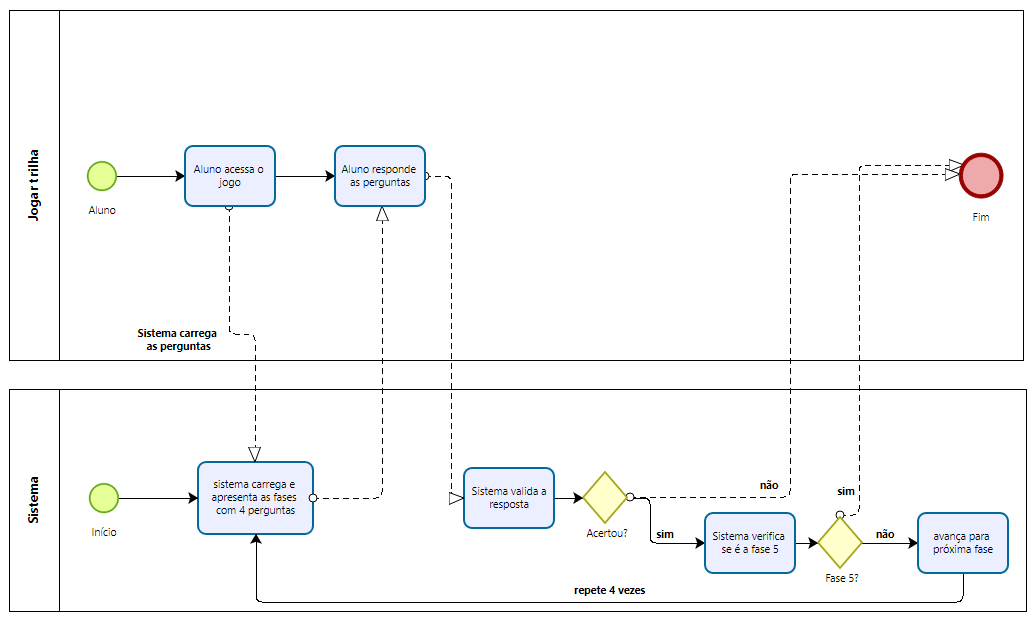 Jogar trilha
Aluno
Aluno acessa o
jogo
Aluno responde
as perguntas
Fim
Sistema carrega
as perguntas
Sistema
Início
sistema carrega e
apresenta as fases
com 4 perguntas
Sistema valida a
resposta
Acertou?
não
sim
Sistema verifica
se é a fase 5
sim
Fase 5?
não
avança para
próxima fase
repete 4 vezes